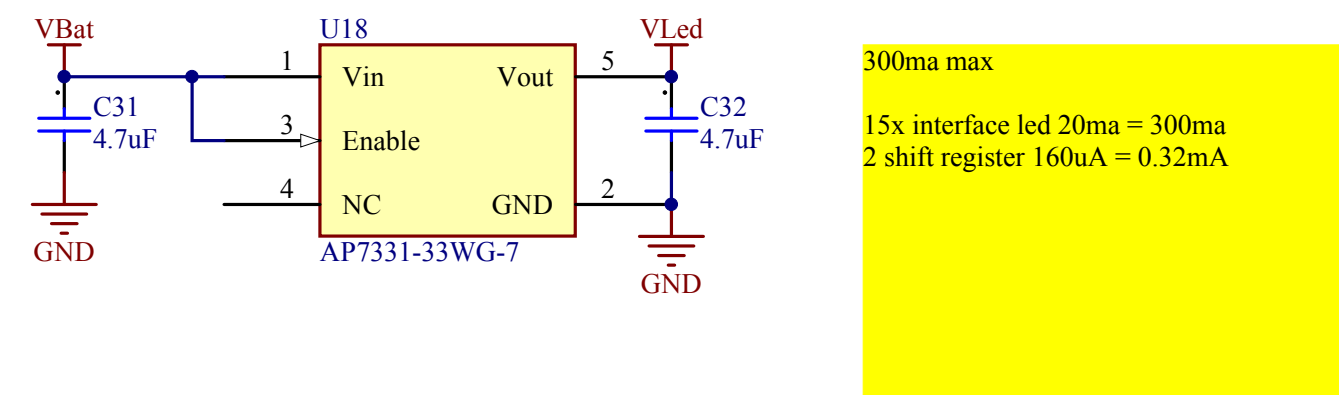 VBat
U18
VLed
1
Vin
Vout
5
C31
4.7uF
3
Enable
C32
4.7uF
4
NC
GND
2
GND
AP7331-33WG-7
GND
300ma max
15x interface led 20ma = 300ma
2 shift register 160uA = 0.32mA